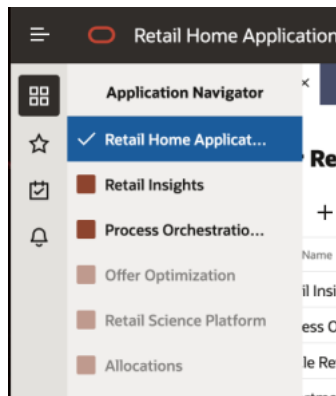 Retail Home Application
Application Navigator
Retail Home Applicat...
Re
Retail Insights
+
Process Orchestratio...
Name
Offer Optimization
il Insi
Retail Science Platform
ess O
Allocations
le Re